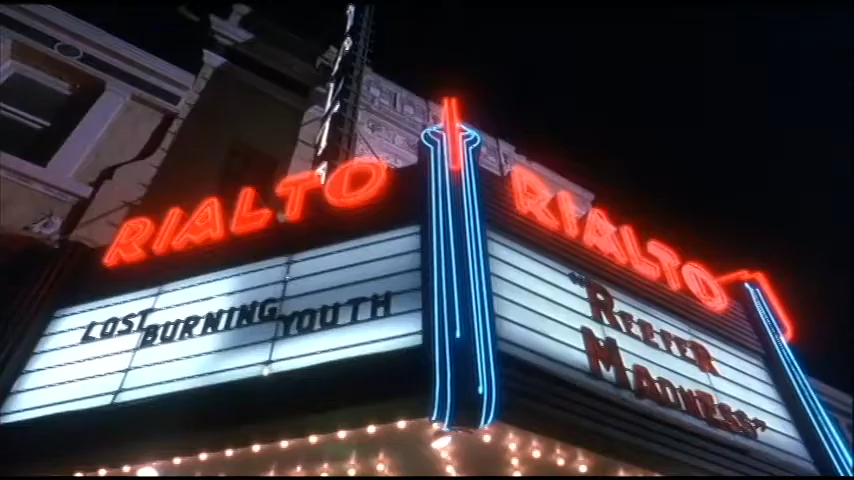 RIALTO
LOST BURNING YOUTH
RIALTO
"REEFER
MADNESS"